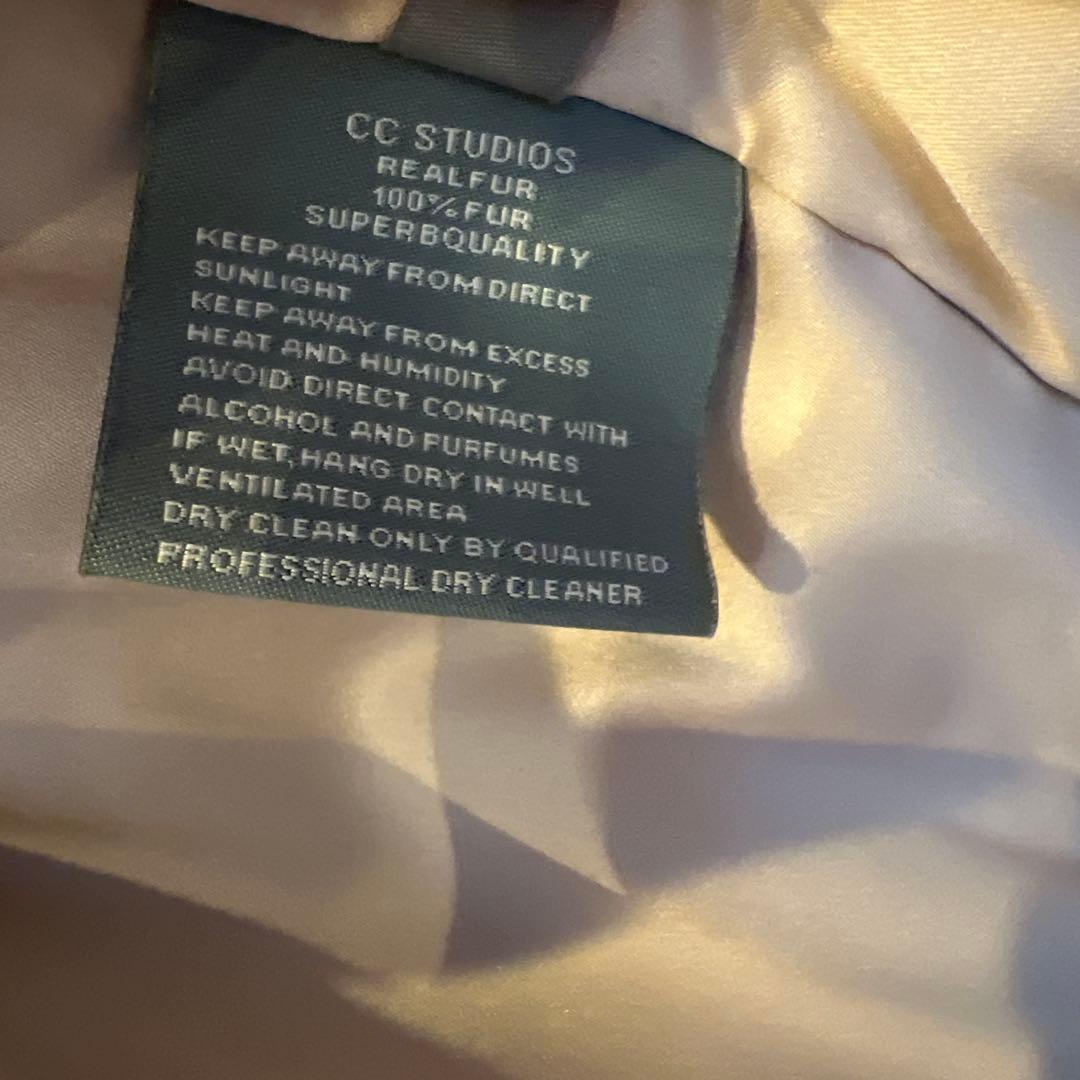 CC STUDIOS
REALFUR
100%FUR
SUPERBQUALITY
KEEP AWAY FROM DIRECT
SUNLIGHT
KEEP AWAY FROM EXCESS
HEAT AND HUMIDITY
AVOID DIRECT CONTACT WITH
ALCOHOL AND PURFUMES
IF WET, HANG DRY IN WELL
VENTILATED AREA
DRY CLEAN ONLY BY QUALIFIED
PROFESSIONAL DRY CLEANER